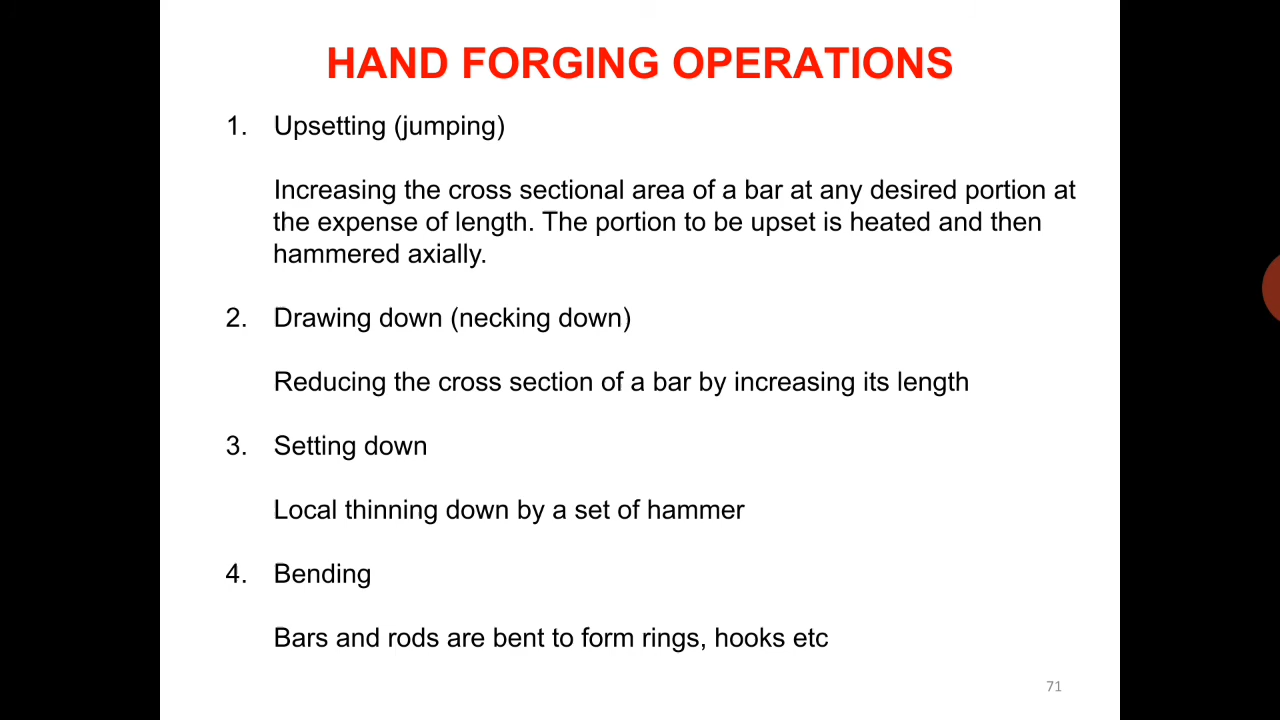 HAND FORGING OPERATIONS
1. Upsetting (jumping)
Increasing the cross sectional area of a bar at any desired portion at
the expense of length. The portion to be upset is heated and then
hammered axially.
2. Drawing down (necking down)
Reducing the cross section of a bar by increasing its length
3. Setting down
Local thinning down by a set of hammer
4. Bending
Bars and rods are bent to form rings, hooks etc
71